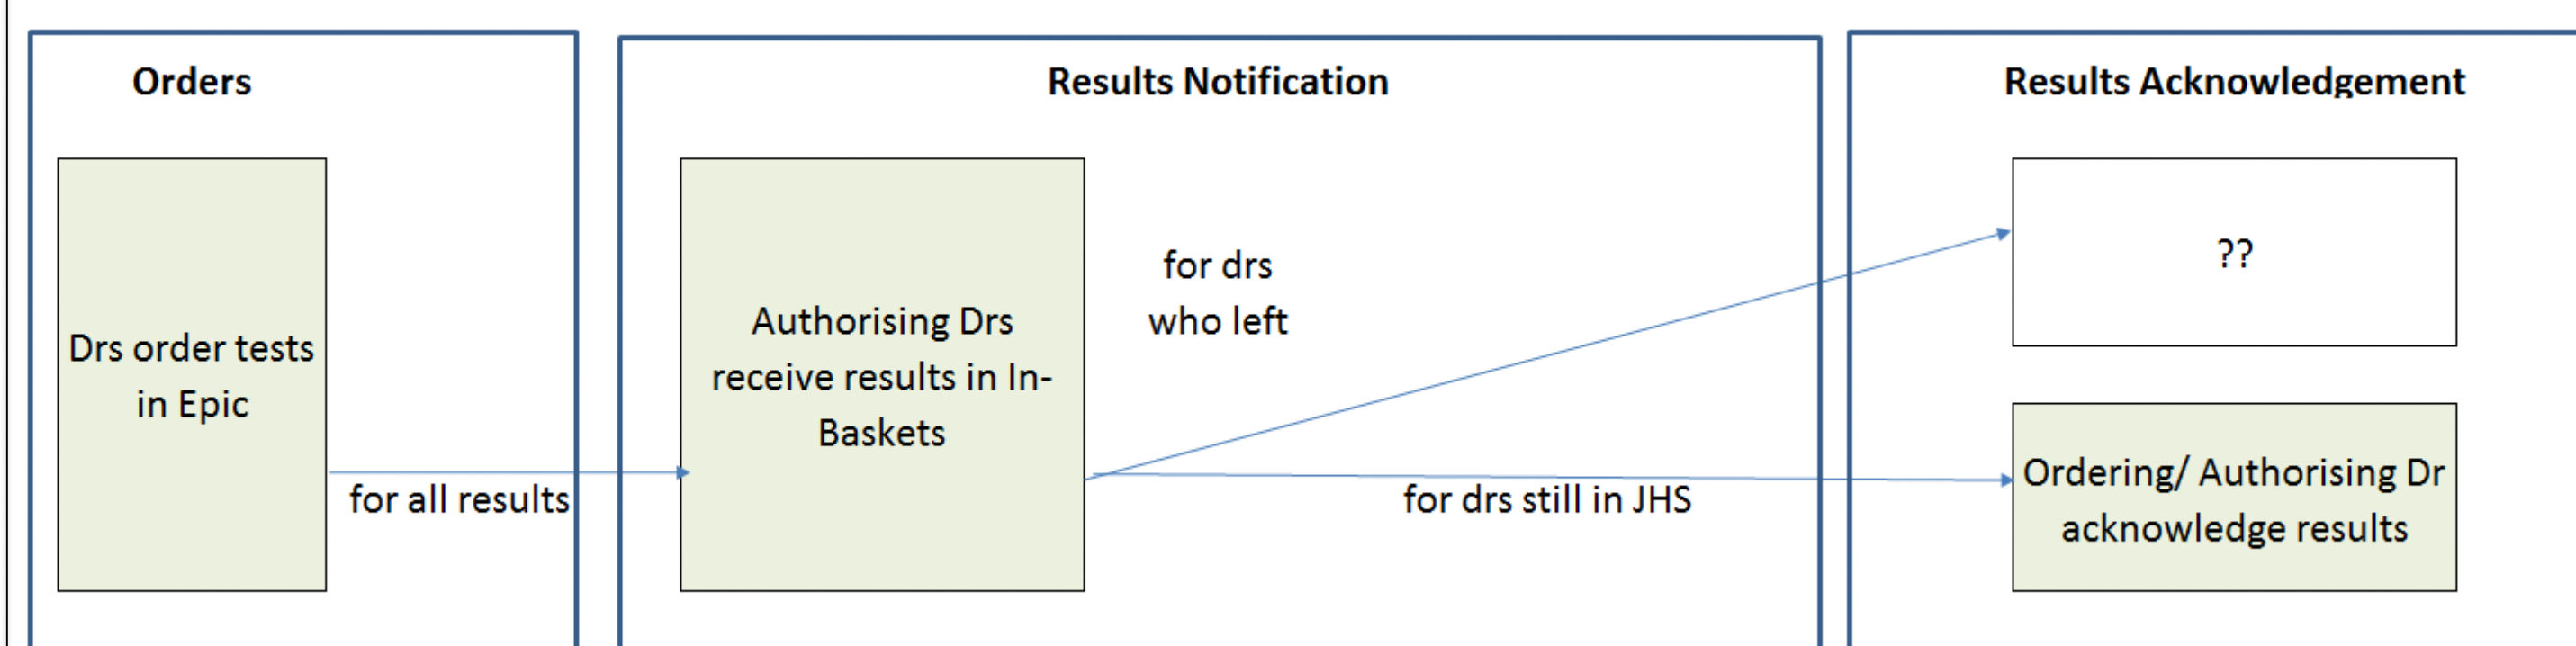 Orders
Drs order tests
in Epic
for all results
Results Notification
Authorising Drs
receive results in In-
Baskets
for drs
who left
for drs still in JHS
Results Acknowledgement
??
Ordering/ Authorising Dr
acknowledge results